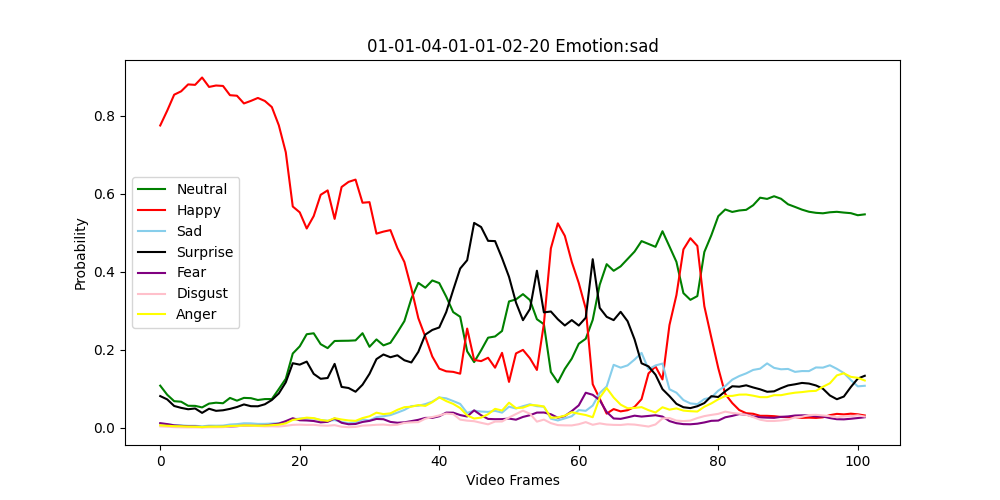 01-01-04-01-01-02-20 Emotion:sad
Probability
0.8
0.6
0.4
0.2
0.0
Neutral
Happy
Sad
Surprise
Fear
Disgust
Anger
0 20 40 60 80 100
Video Frames